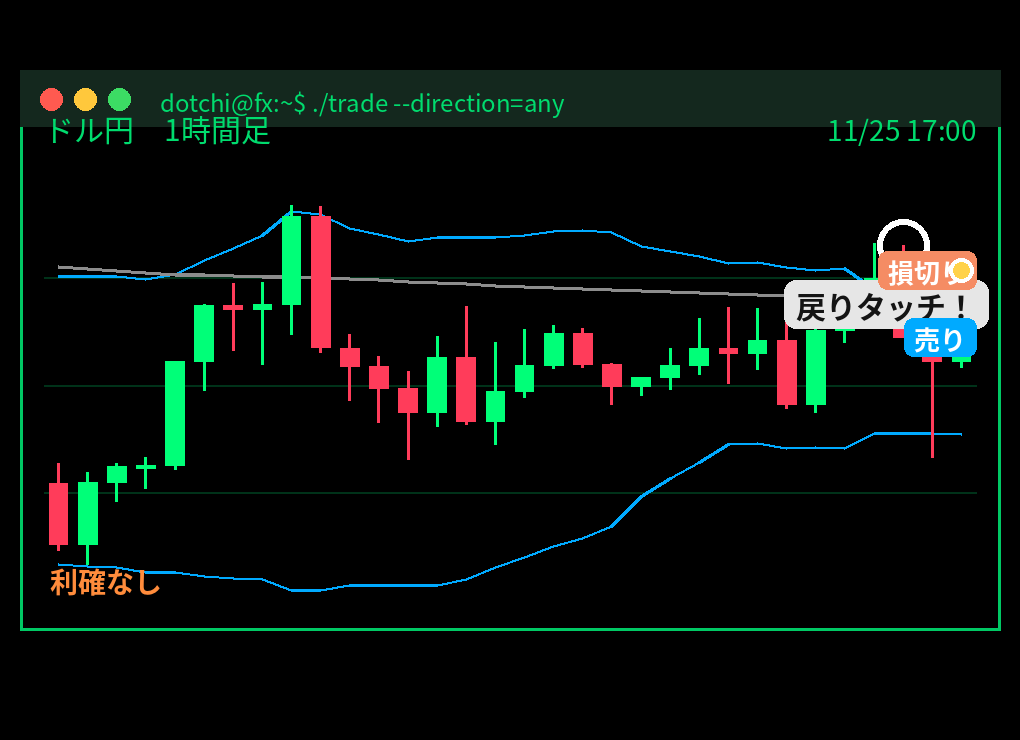 dotchi@fx:~$ ./trade --direction=any
ドル円 1時間足
11/25 17:00
損切り
戻りタッチ！
売り
利確なし